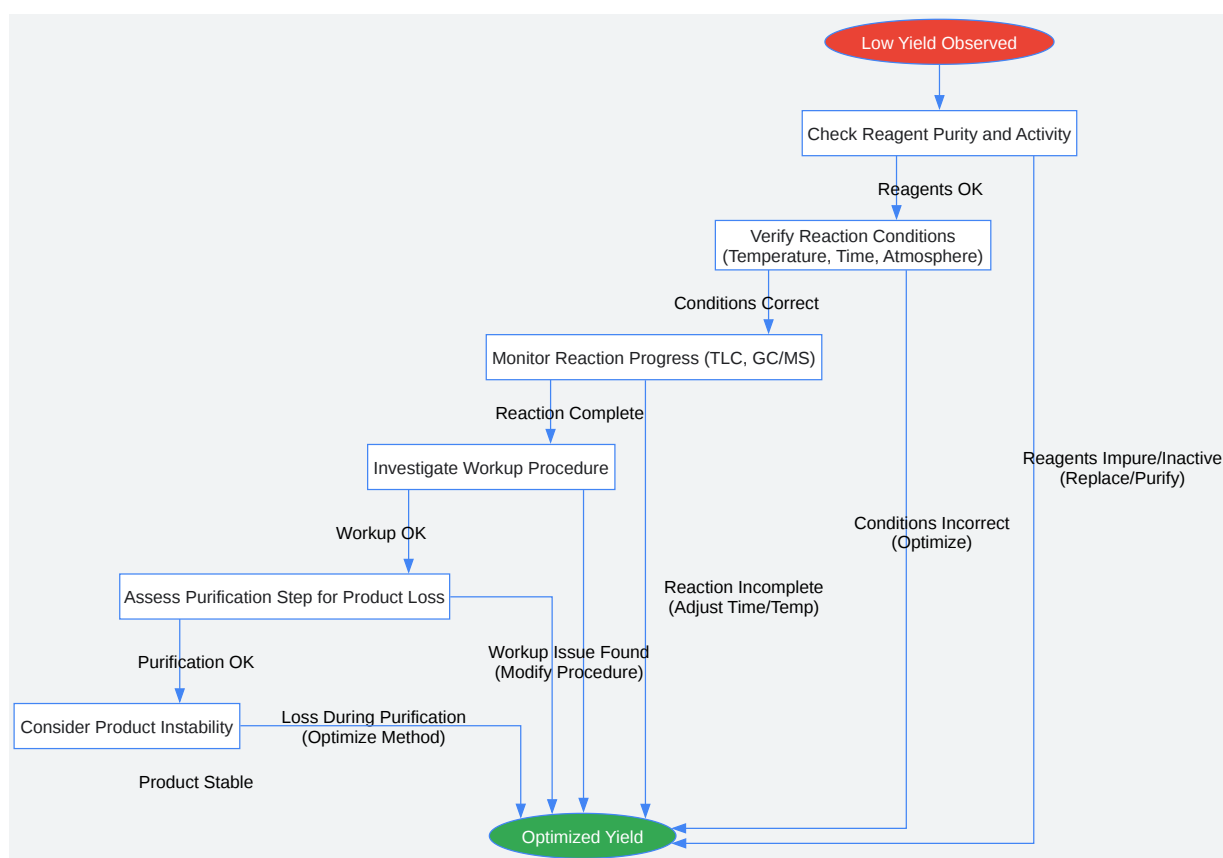 Low Yield Observed
Check Reagent Purity and Activity
Reagents OK
Verify Reaction Conditions
(Temperature, Time, Atmosphere)
Conditions Correct
Monitor Reaction Progress (TLC, GC/MS)
Reaction Complete
Investigate Workup Procedure
Reagents Impure/Inactive
(Replace/Purify)
Workup OK
Conditions Incorrect
(Optimize)
Assess Purification Step for Product Loss
Reaction Incomplete
(Adjust Time/Temp)
Purification OK
Workup Issue Found
(Modify Procedure)
Consider Product Instability
Loss During Purification
(Optimize Method)
Product Stable
Optimized Yield